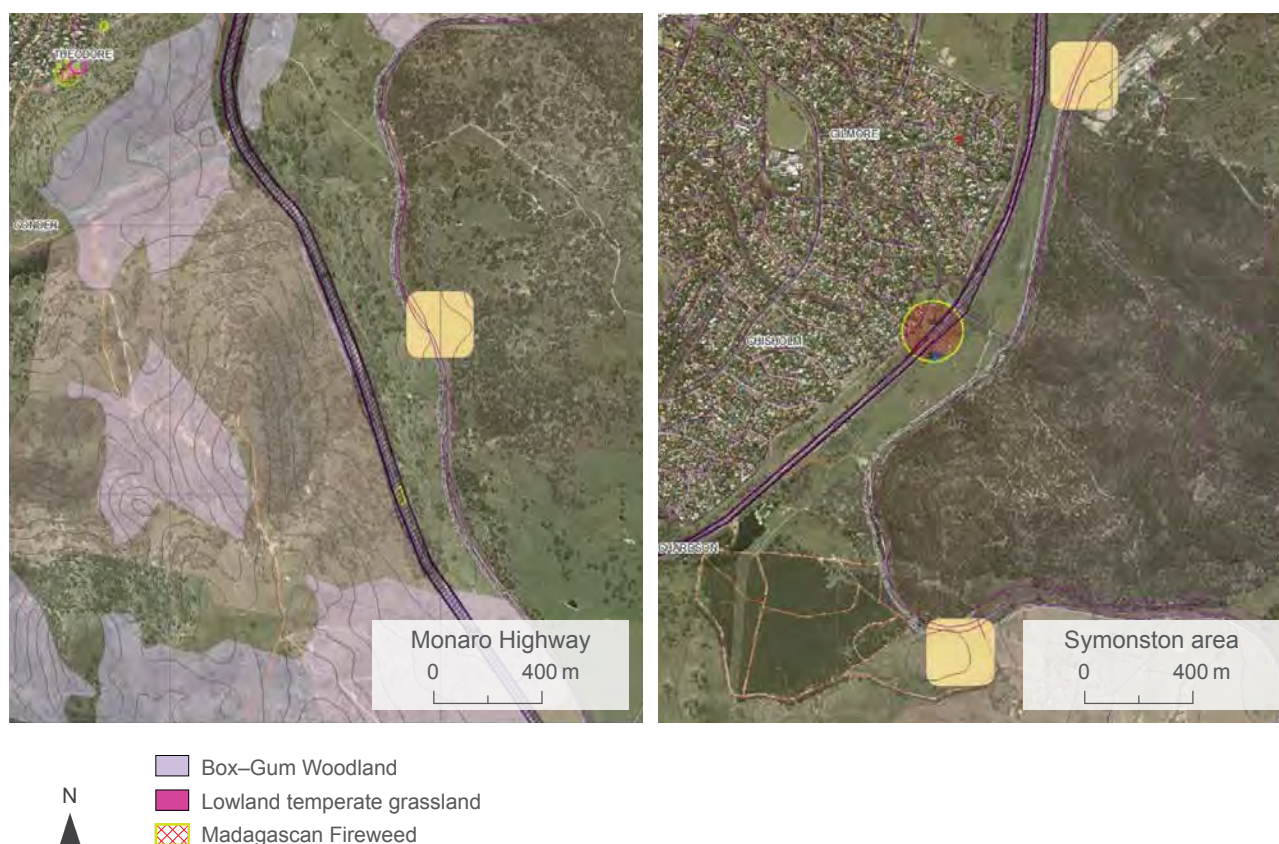 THEODORE
CONDER
Monaro Highway
0 400 m
GILMORE
CHISHOLM
Symonston area
0 400 m
Box–Gum Woodland
Lowland temperate grassland
Madagascan Fireweed
N